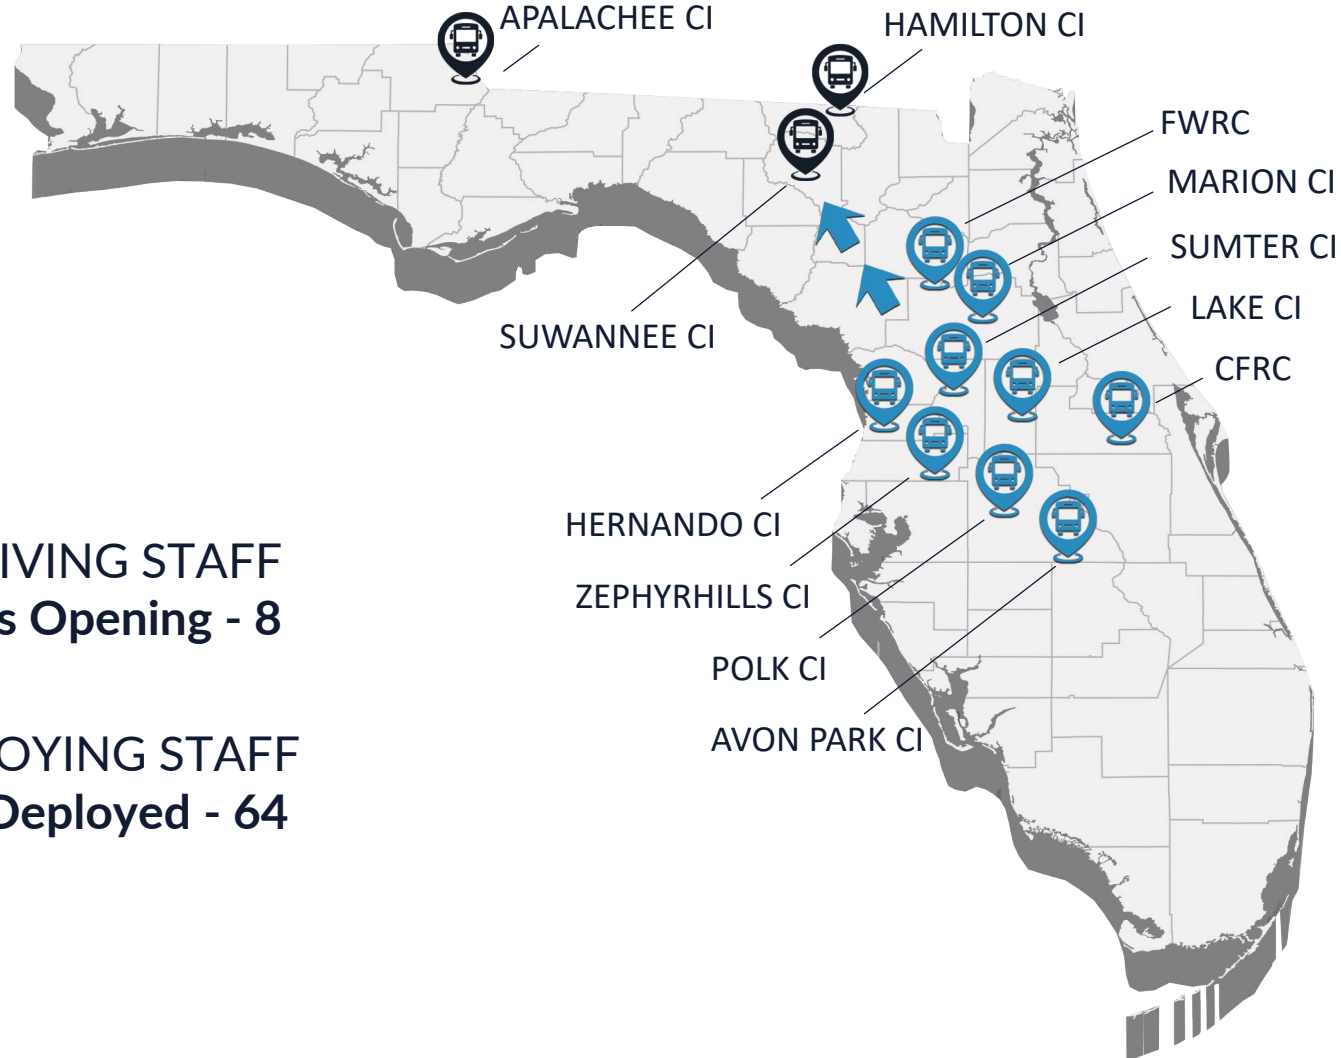 APALACHEE CI
HAMILTON CI
FWRC
MARION CI
SUMTER CI
LAKE CI
CFRC
SUWANNEE CI
HERNANDO CI
ZEPHYRHILLS CI
POLK CI
AVON PARK CI
IVING STAFF
s Opening - 8
OYING STAFF
Deployed - 64